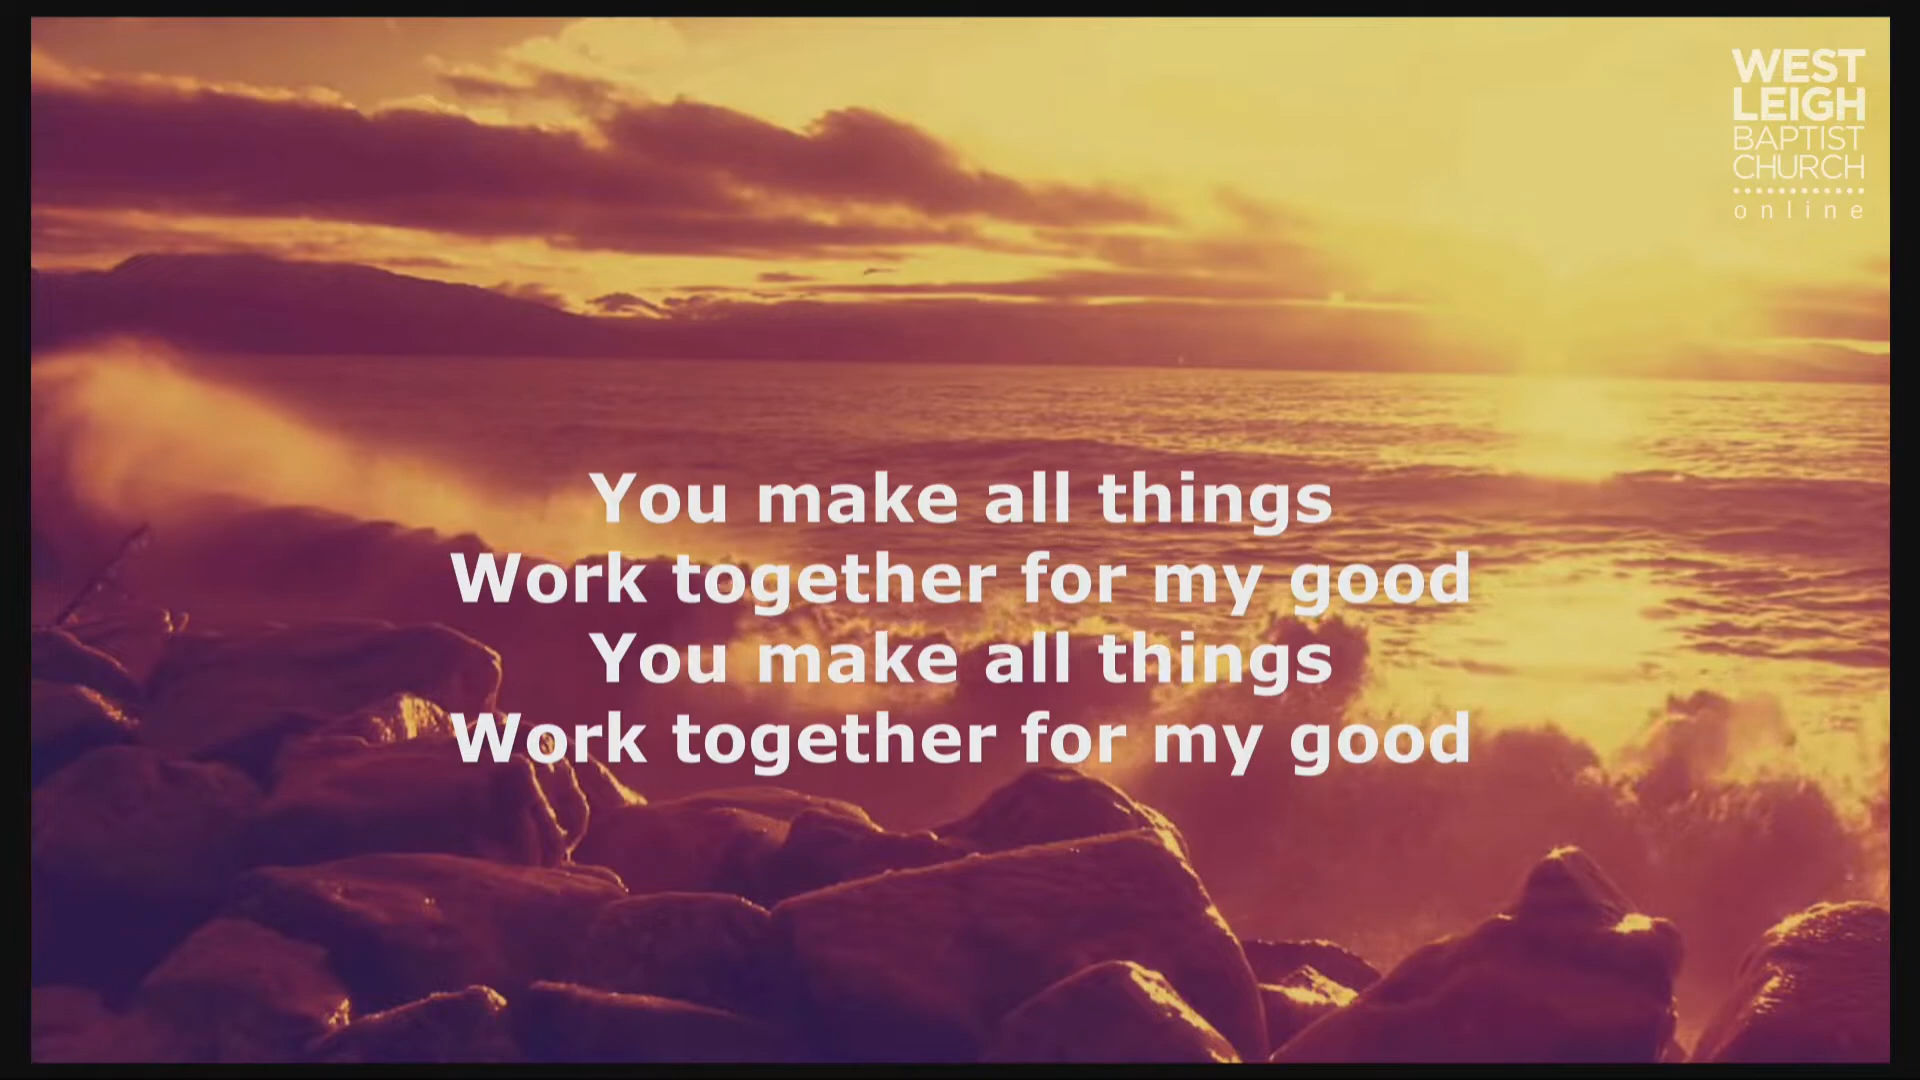 WEST
LEIGH
BAPTIST
CHURCH
online
You make all things
Work together for my good
You make all things
Work together for my good